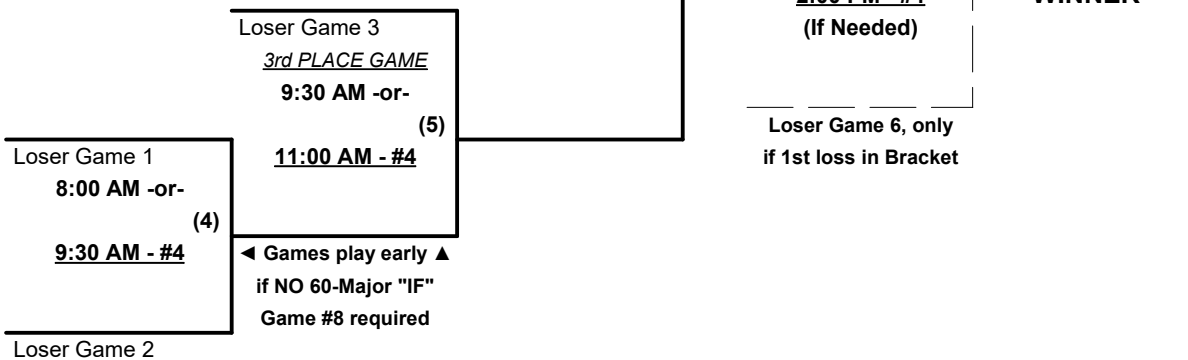 Loser Game 3
3rd PLACE GAME
9:30 AM -or-
(5)
11:00 AM - #4
Loser Game 1
8:00 AM -or-
(4)
9:30 AM - #4
◄ Games play early ▲
if NO 60-Major "IF"
Game #8 required
Loser Game 2
(If Needed)
Loser Game 6, only
if 1st loss in Bracket
WINNER